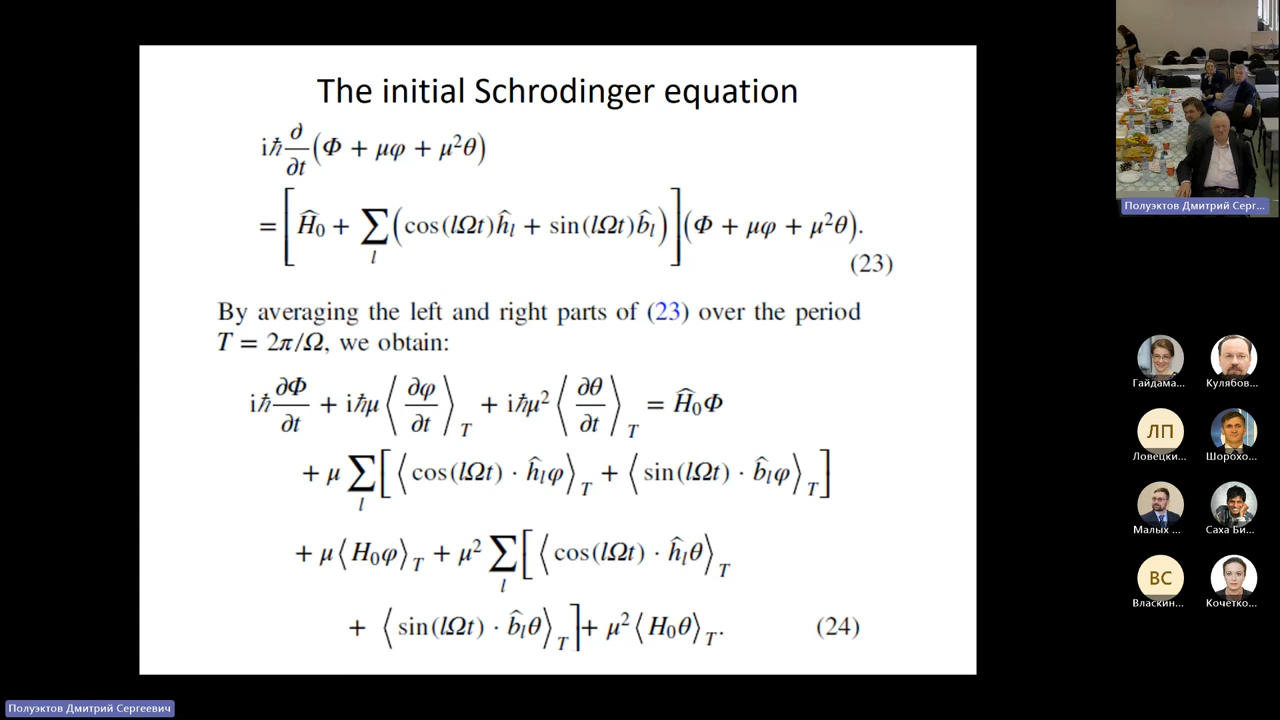 The initial Schrodinger equation
iħ ∂/∂t (Φ + μφ + μ²θ)
= [Ĥ₀ + ∑_l (cos(lΩt)ĥ_l + sin(lΩt)b̂_l)](Φ + μφ + μ²θ).
(23)
By averaging the left and right parts of (23) over the period
T = 2π/Ω, we obtain:
iħ ∂Φ/∂t + iħμ⟨∂φ/∂t⟩_T + iħμ²⟨∂θ/∂t⟩_T = Ĥ₀Φ
+ μ ∑_l [⟨cos(lΩt) · ĥ_lφ⟩_T + ⟨sin(lΩt) · b̂_lφ⟩_T]
+ μ⟨H₀φ⟩_T + μ² ∑_l [⟨cos(lΩt) · ĥ_lθ⟩_T
+ ⟨sin(lΩt) · b̂_lθ⟩_T] + μ²⟨H₀θ⟩_T. (24)
Полуэктов Дмитрий Серг...
Гайдама... Кулябов...
ЛП
Ловецки... Шорохо...
Малых ... Саха Би...
ВС
Власкин... Кочетко...
Полуэктов Дмитрий Сергеевич